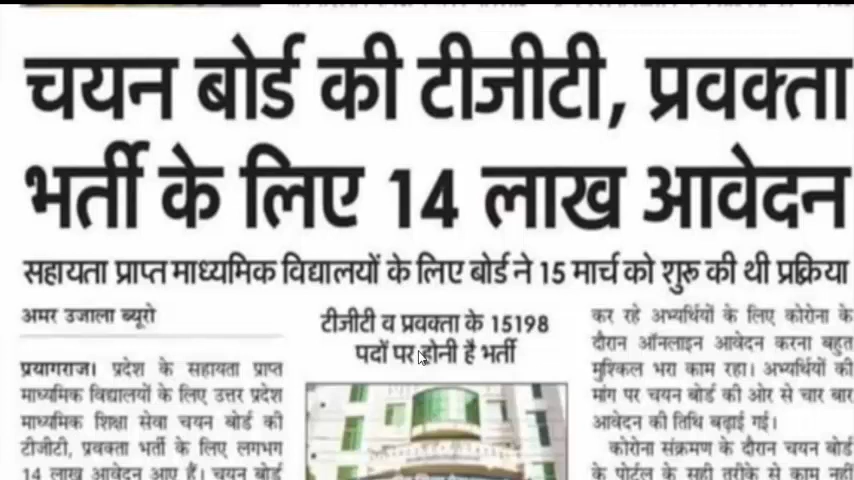 चयन बोर्ड की टीजीटी, प्रवक्ता
भर्ती के लिए 14 लाख आवेदन
सहायता प्राप्त माध्यमिक विद्यालयों के लिए बोर्ड ने 15 मार्च को शुरू की थी प्रक्रिया
अमर उजाला ब्यूरो
प्रयागराज। प्रदेश के सहायता प्राप्त
माध्यमिक विद्यालयों के लिए उत्तर प्रदेश
माध्यमिक शिक्षा सेवा चयन बोर्ड की
टीजीटी, प्रवक्ता भर्ती के लिए लगभग
14 लाख आवेदन आए हैं। चयन बोर्ड
टीजीटी व प्रवक्ता के 15198
पदों पर होनी है भर्ती
कर रहे अभ्यर्थियों के लिए कोरोना के
दौरान ऑनलाइन आवेदन करना बहुत
मुश्किल भरा काम रहा। अभ्यर्थियों की
मांग पर चयन बोर्ड की ओर से चार बार
आवेदन की तिथि बढ़ाई गई।
कोरोना संक्रमण के दौरान चयन बोर्ड
के पोर्टल के सही तरीके से काम नहीं